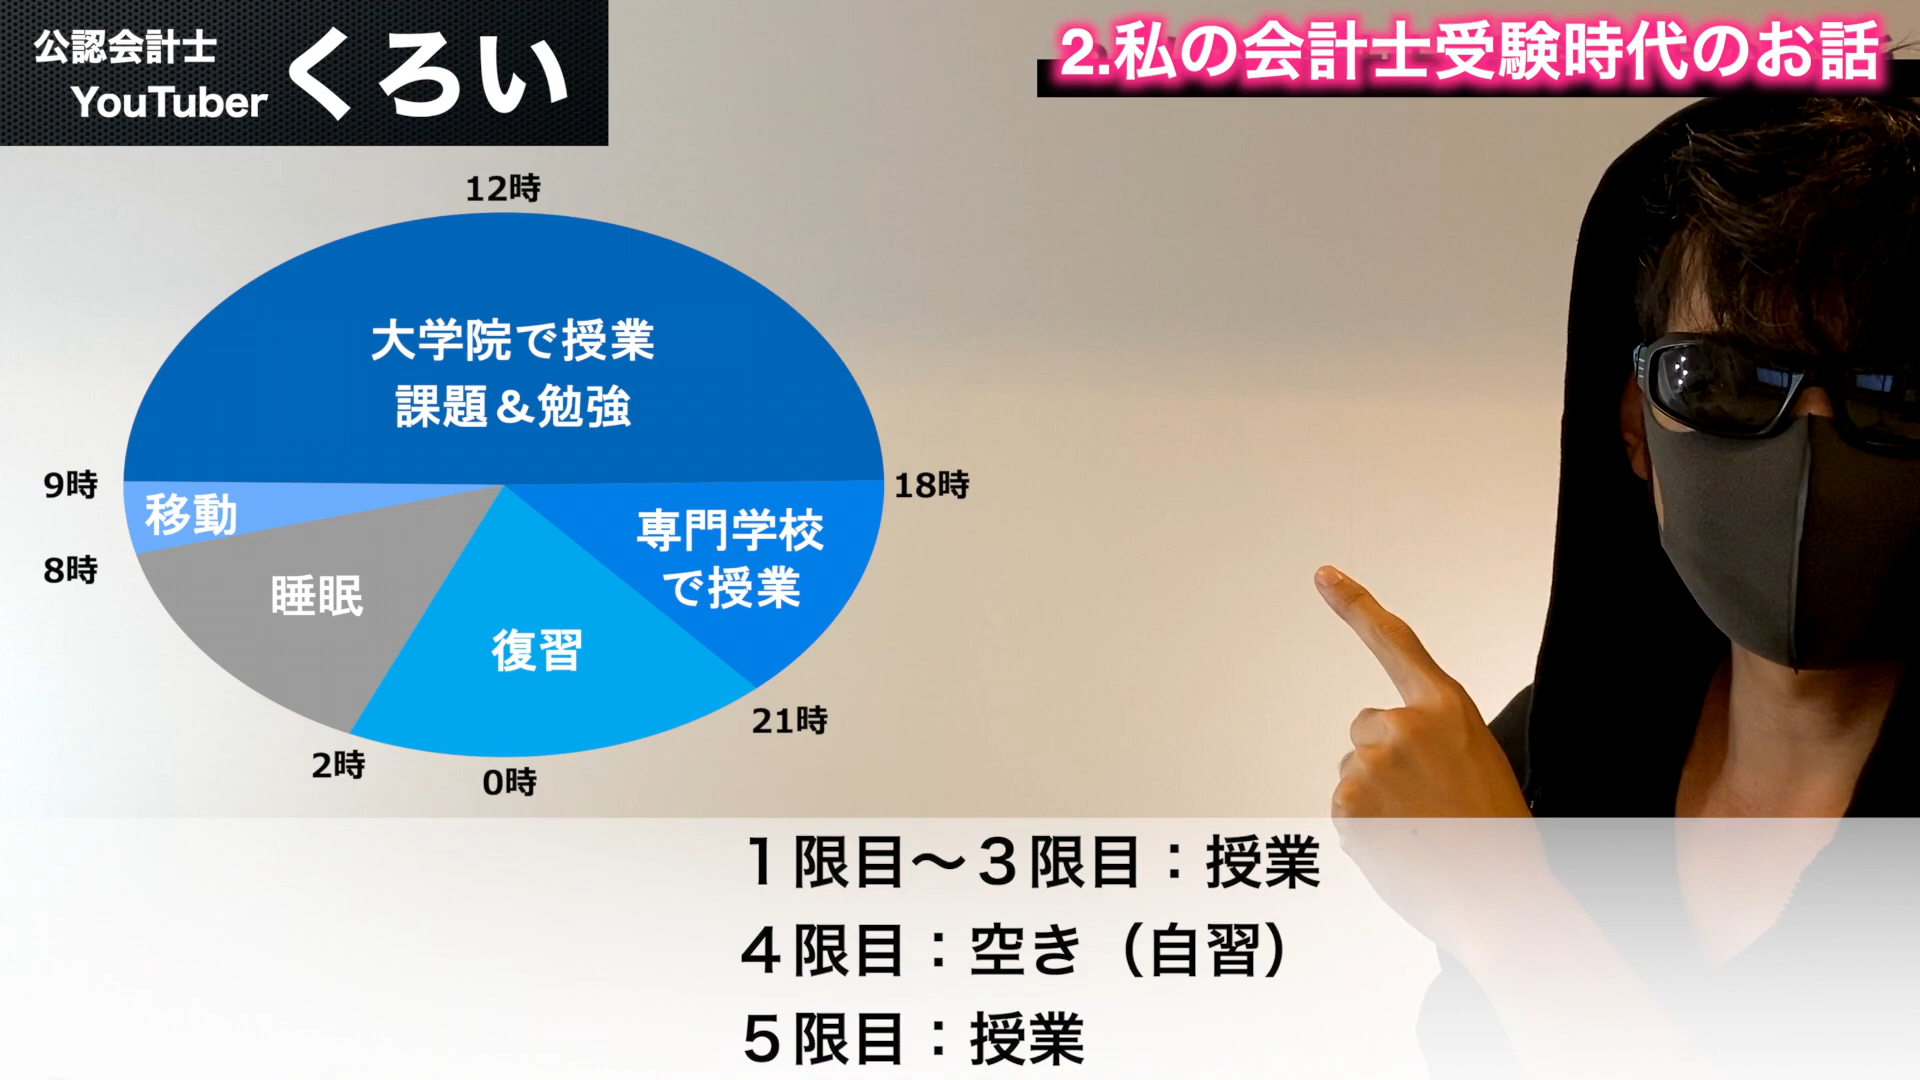 公認会計士
YouTuber
くろい
2.私の会計士受験時代のお話
12時
大学院で授業
課題＆勉強
9時
18時
移動
専門学校
で授業
8時
睡眠
復習
21時
2時
0時
１限目〜３限目：授業
４限目：空き（自習）
５限目：授業